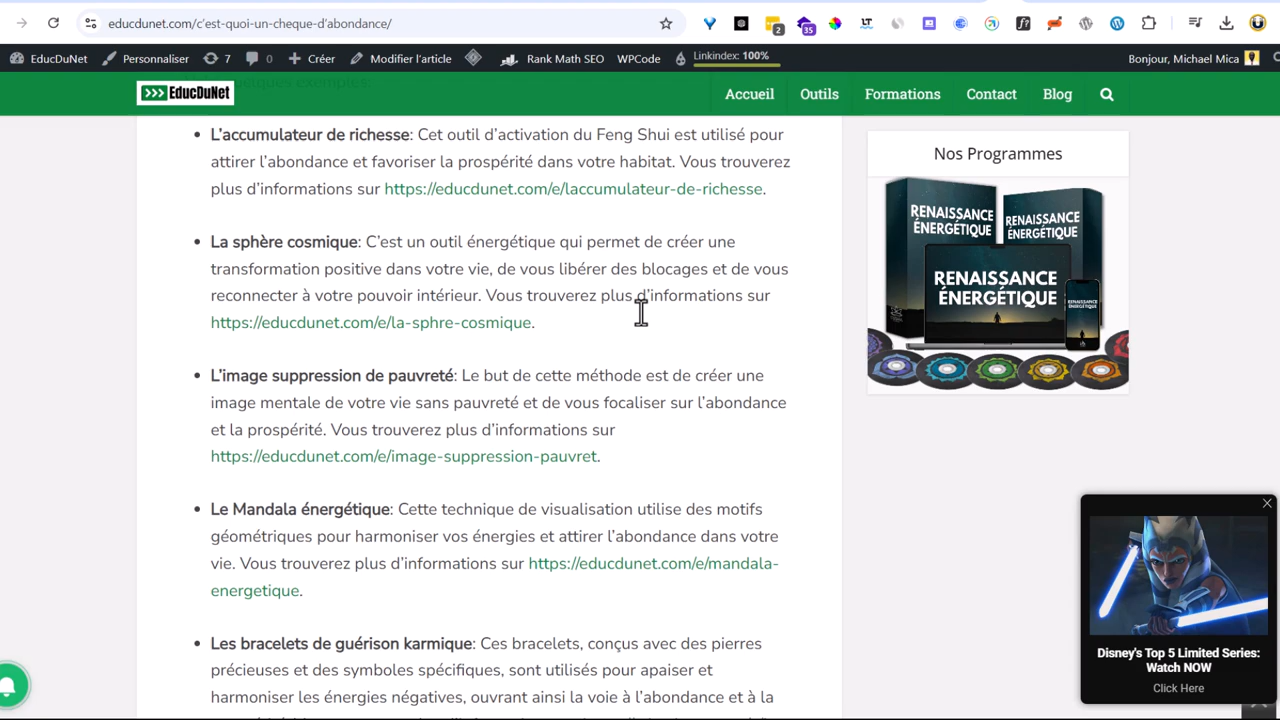 educdunet.com/c'est-quoi-un-cheque-d'abondance/
2
35
EducDuNet
Personnaliser
7
0
Créer
Modifier l'article
Rank Math SEO
WPCode
Linkindex: 100%
Bonjour, Michael Mica
>>> EducDuNet
Accueil
Outils
Formations
Contact
Blog
L'accumulateur de richesse: Cet outil d'activation du Feng Shui est utilisé pour
attirer l'abondance et favoriser la prospérité dans votre habitat. Vous trouverez
plus d'informations sur https://educdunet.com/e/laccumulateur-de-richesse.
La sphère cosmique: C'est un outil énergétique qui permet de créer une
transformation positive dans votre vie, de vous libérer des blocages et de vous
reconnecter à votre pouvoir intérieur. Vous trouverez plus d'informations sur
https://educdunet.com/e/la-sphre-cosmique.
L'image suppression de pauvreté: Le but de cette méthode est de créer une
image mentale de votre vie sans pauvreté et de vous focaliser sur l'abondance
et la prospérité. Vous trouverez plus d'informations sur
https://educdunet.com/e/image-suppression-pauvret.
Le Mandala énergétique: Cette technique de visualisation utilise des motifs
géométriques pour harmoniser vos énergies et attirer l'abondance dans votre
vie. Vous trouverez plus d'informations sur https://educdunet.com/e/mandala-
energetique.
Les bracelets de guérison karmique: Ces bracelets, conçus avec des pierres
précieuses et des symboles spécifiques, sont utilisés pour apaiser et
harmoniser les énergies négatives, ouvrant ainsi la voie à l'abondance et à la
Nos Programmes
RENAISSANCE
ÉNERGÉTIQUE
RENAISSANCE
ÉNERGÉTIQUE
RENAISSANCE
ÉNERGÉTIQUE
Disney's Top 5 Limited Series:
Watch NOW
Click Here